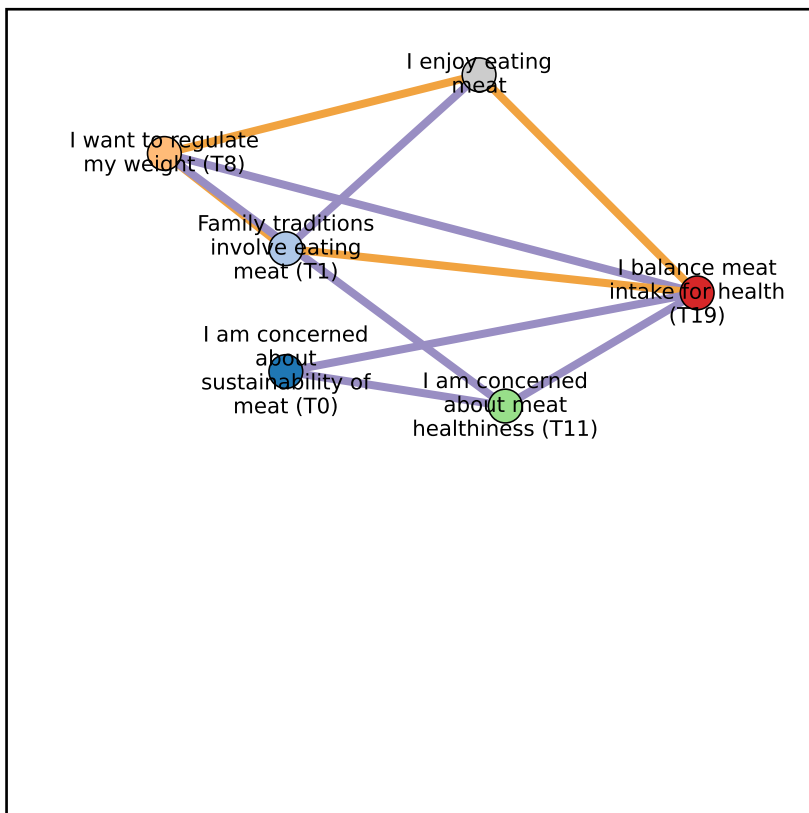 I enjoy eating
meat
I want to regulate
my weight (T8)
Family traditions
involve eating
meat (T1)
I balance meat
intake for health
(T19)
I am concerned
about
sustainability of
meat (T0)
I am concerned
about meat
healthiness (T11)